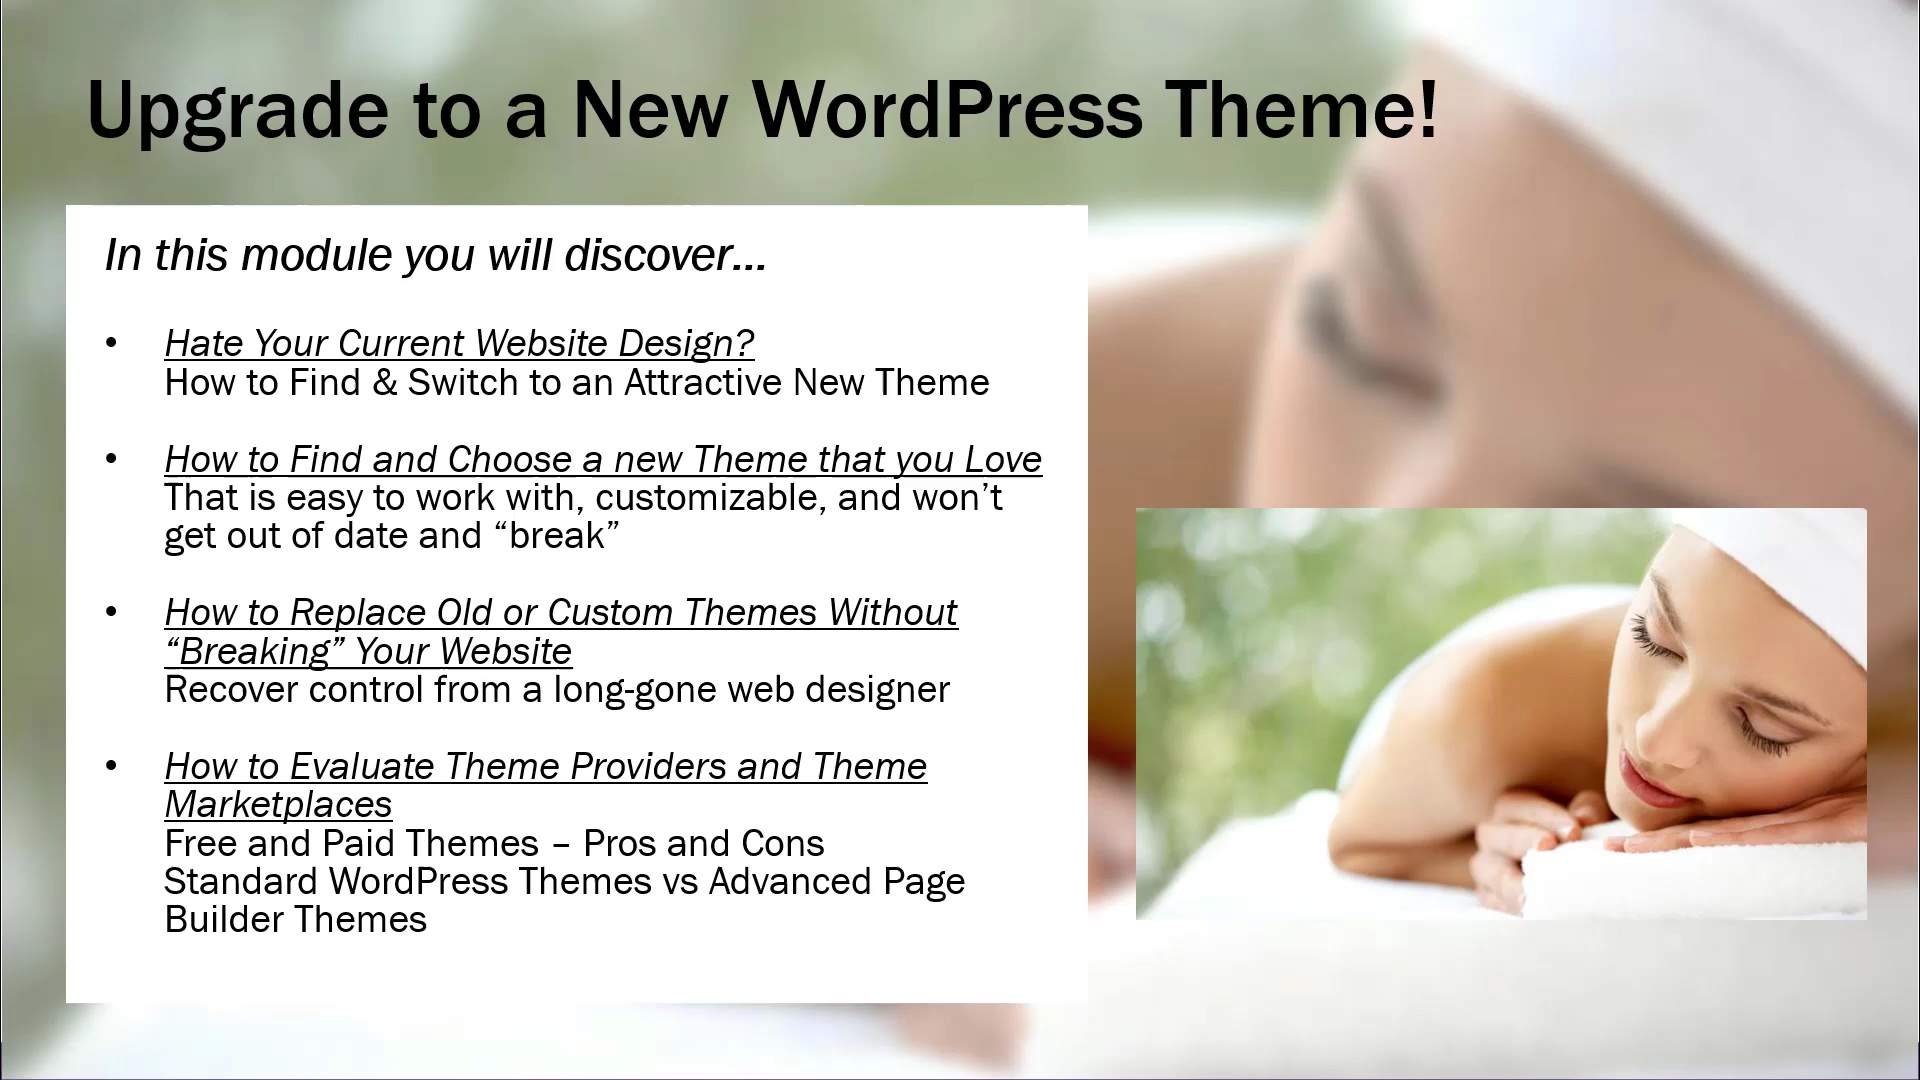 Upgrade to a New WordPress Theme!
In this module you will discover...
• Hate Your Current Website Design?
How to Find & Switch to an Attractive New Theme
• How to Find and Choose a new Theme that you Love
That is easy to work with, customizable, and won’t
get out of date and “break”
• How to Replace Old or Custom Themes Without
“Breaking” Your Website
Recover control from a long-gone web designer
• How to Evaluate Theme Providers and Theme
Marketplaces
Free and Paid Themes – Pros and Cons
Standard WordPress Themes vs Advanced Page
Builder Themes